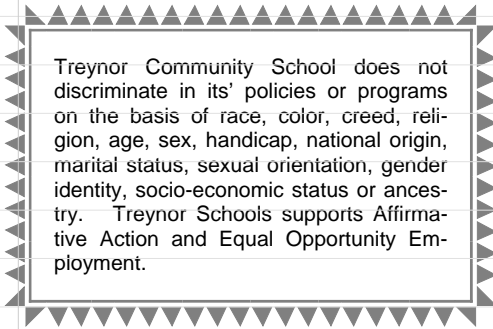 Treynor Community School does not
discriminate in its’ policies or programs
on the basis of race, color, creed, reli-
gion, age, sex, handicap, national origin,
marital status, sexual orientation, gender
identity, socio-economic status or ances-
try.   Treynor Schools supports Affirma-
tive Action and Equal Opportunity Em-
ployment.